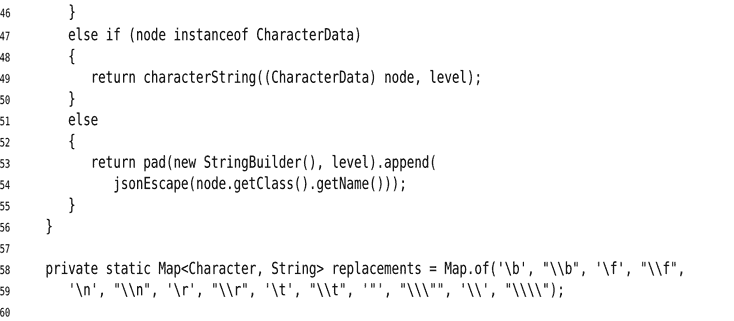 46       }
47       else if (node instanceof CharacterData)
48       {
49          return characterString((CharacterData) node, level);
50       }
51       else
52       {
53          return pad(new StringBuilder(), level).append(
54             jsonEscape(node.getClass().getName()));
55       }
56    }
57
58    private static Map<Character, String> replacements = Map.of('\b', "\\b", '\f', "\\f",
59       '\n', "\\n", '\r', "\\r", '\t', "\\t", '"', "\\\"", '\\', "\\\\");
60